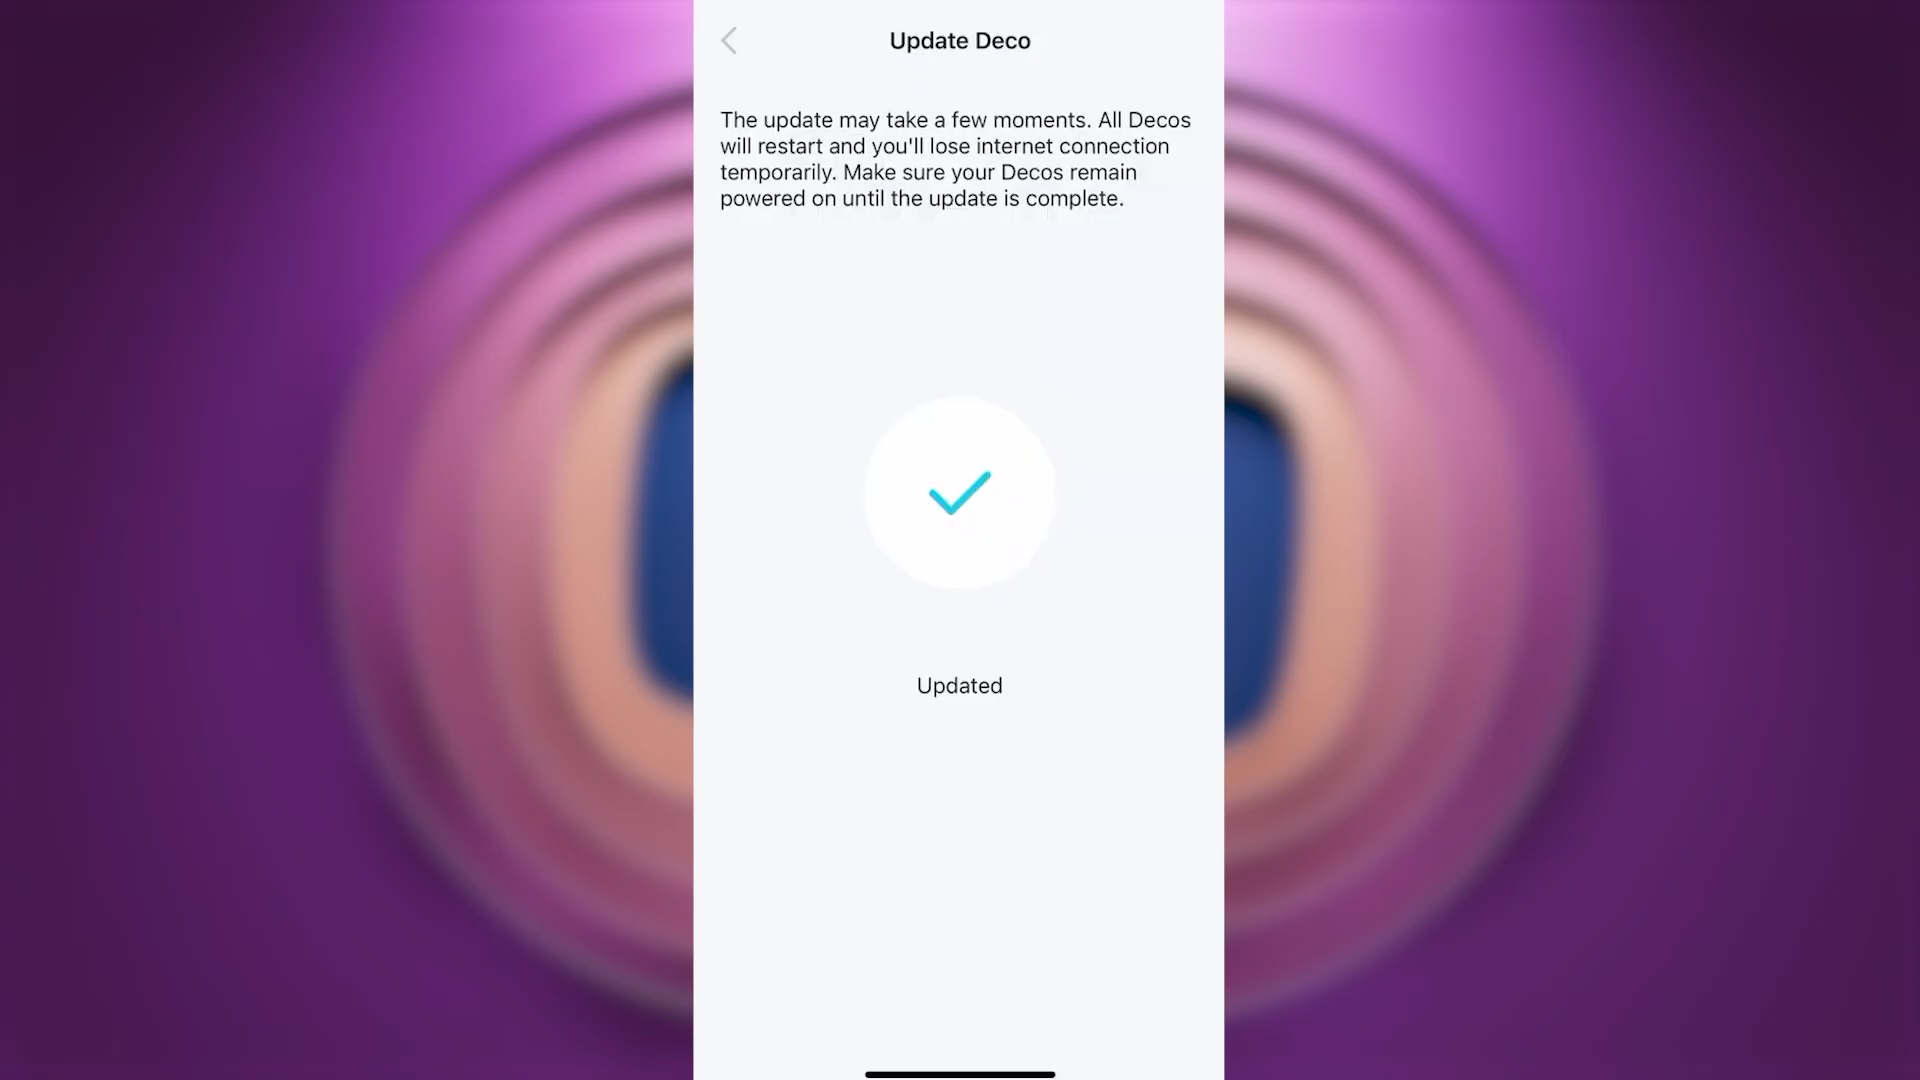 Update Deco
The update may take a few moments. All Decos
will restart and you'll lose internet connection
temporarily. Make sure your Decos remain
powered on until the update is complete.
Updated